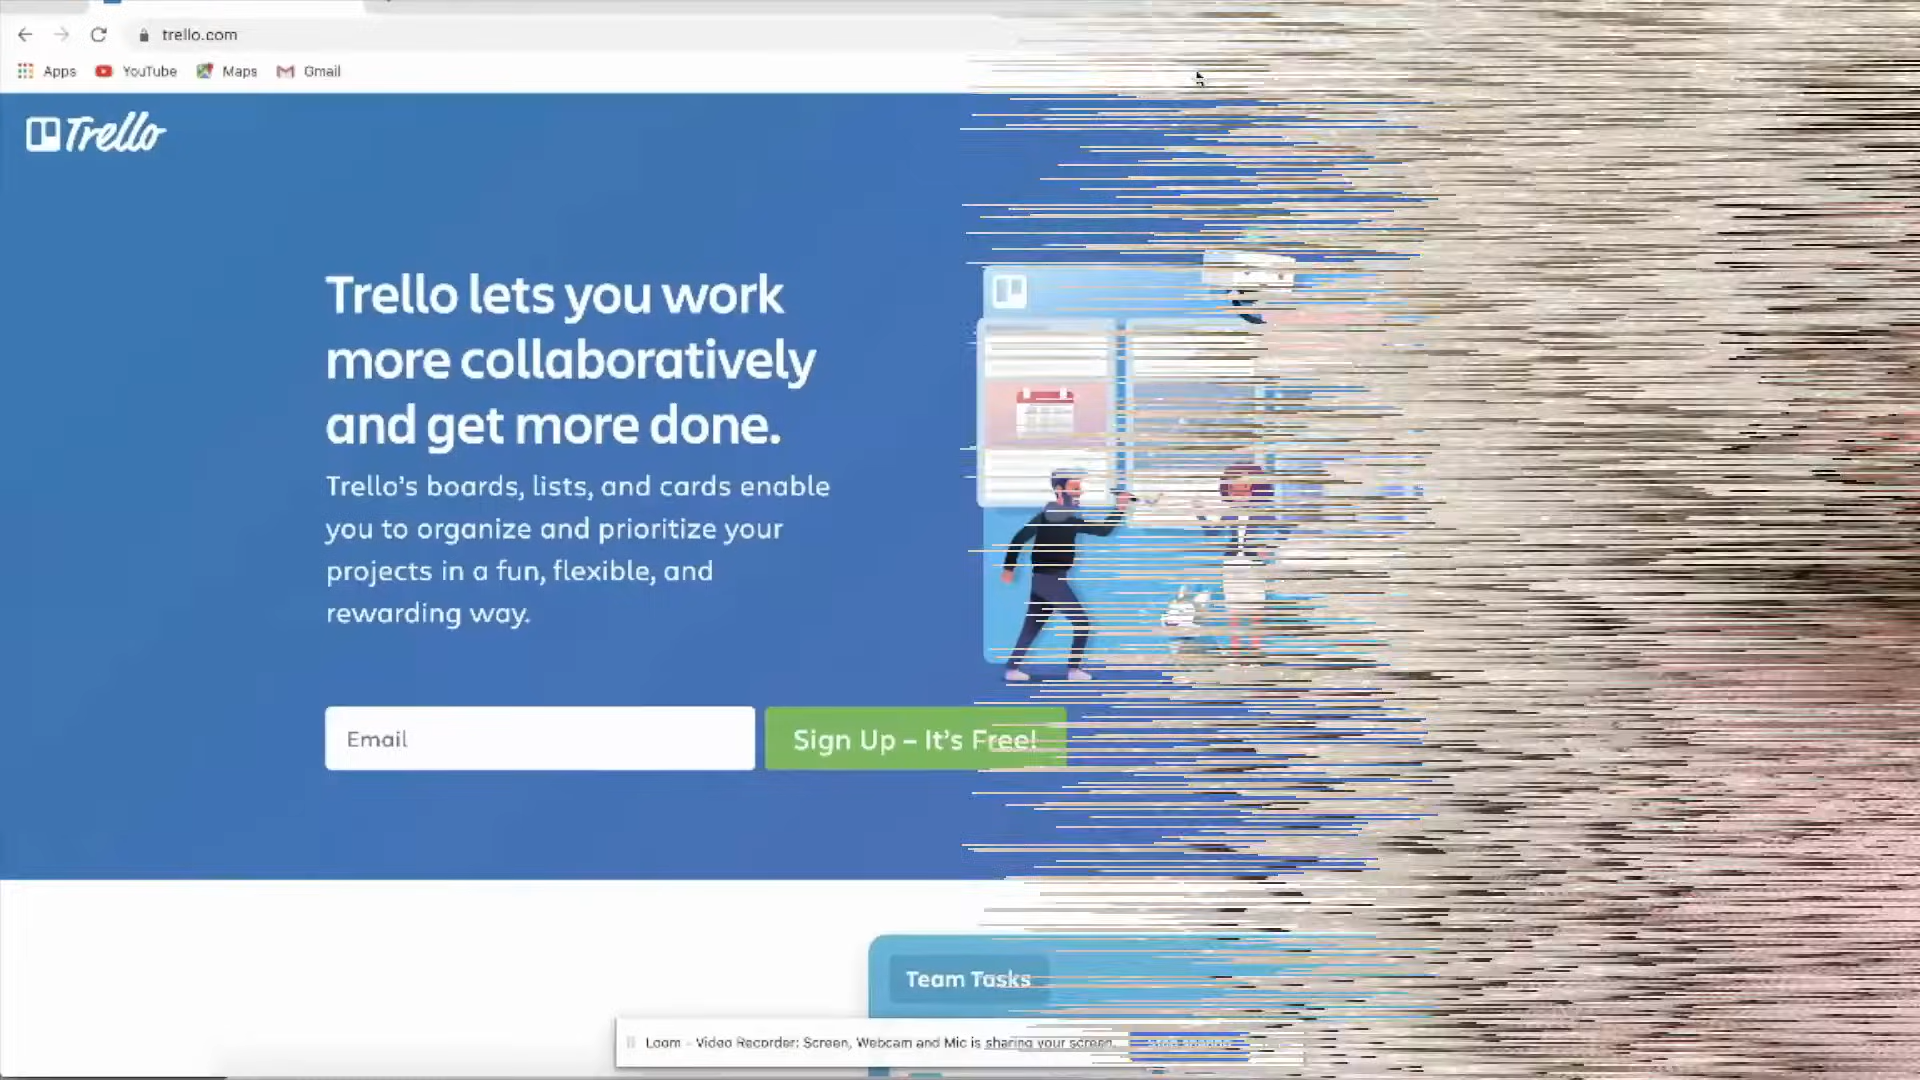 trello.com
Apps YouTube Maps Gmail
Trello
Trello lets you work
more collaboratively
and get more done.
Trello's boards, lists, and cards enable
you to organize and prioritize your
projects in a fun, flexible, and
rewarding way.
Email Sign Up – It's Free!
Team Tasks
Loom – Video Recorder: Screen, Webcam and Mic is sharing your screen.